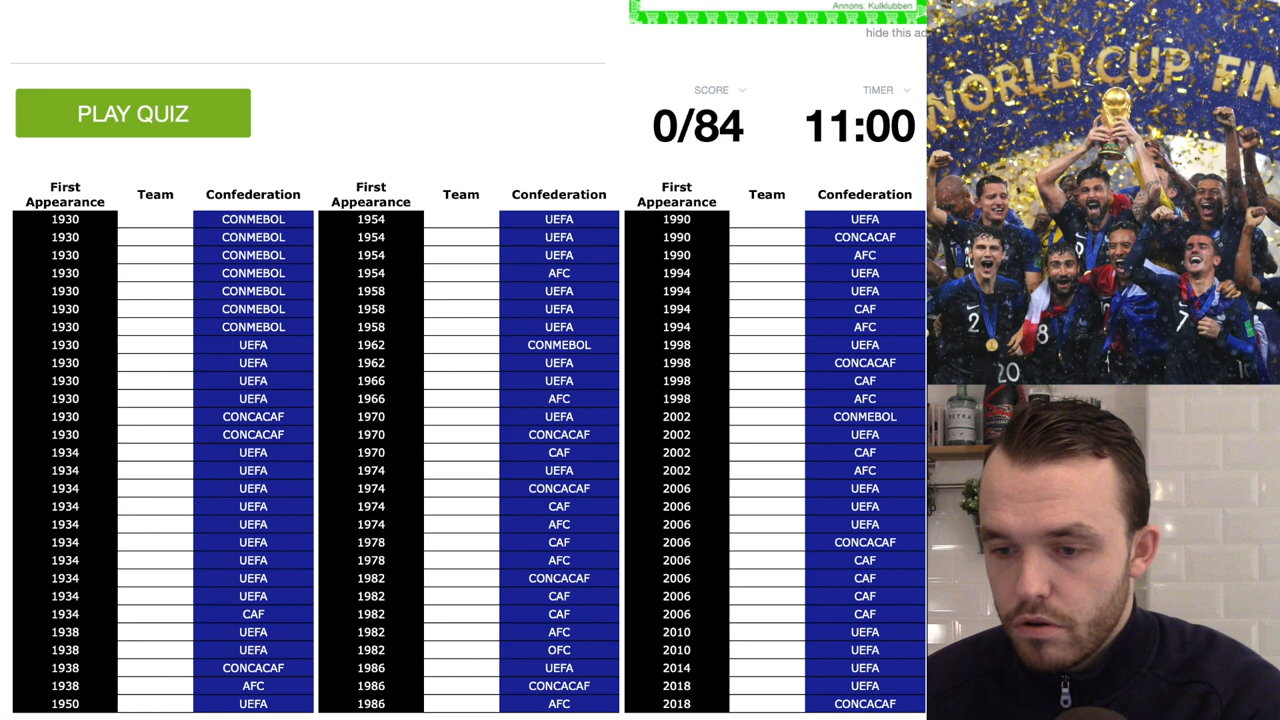 Annons: Kulklubben
hide this ad
PLAY QUIZ
SCORE
TIMER
0/84
11:00
First Appearance Team Confederation First Appearance Team Confederation First Appearance Team Confederation
1930 CONMEBOL 1954 UEFA 1990 UEFA
1930 CONMEBOL 1954 UEFA 1990 CONCACAF
1930 CONMEBOL 1954 UEFA 1990 AFC
1930 CONMEBOL 1954 AFC 1994 UEFA
1930 CONMEBOL 1958 UEFA 1994 UEFA
1930 CONMEBOL 1958 UEFA 1994 CAF
1930 CONMEBOL 1958 UEFA 1994 AFC
1930 UEFA 1962 CONMEBOL 1998 UEFA
1930 UEFA 1962 UEFA 1998 CONCACAF
1930 UEFA 1966 UEFA 1998 CAF
1930 UEFA 1966 AFC 1998 AFC
1930 CONCACAF 1970 UEFA 2002 CONMEBOL
1930 CONCACAF 1970 CONCACAF 2002 UEFA
1934 UEFA 1970 CAF 2002 CAF
1934 UEFA 1974 UEFA 2002 AFC
1934 UEFA 1974 CONCACAF 2006 UEFA
1934 UEFA 1974 CAF 2006 UEFA
1934 UEFA 1974 AFC 2006 UEFA
1934 UEFA 1978 CAF 2006 CONCACAF
1934 UEFA 1978 AFC 2006 CAF
1934 UEFA 1982 CONCACAF 2006 CAF
1934 UEFA 1982 CAF 2006 CAF
1934 CAF 1982 CAF 2006 CAF
1938 UEFA 1982 AFC 2010 UEFA
1938 UEFA 1982 OFC 2010 UEFA
1938 CONCACAF 1986 UEFA 2014 UEFA
1938 AFC 1986 CONCACAF 2018 UEFA
1950 UEFA 1986 AFC 2018 CONCACAF
WORLD CUP FIN
9
2
8
7
20
REYKA